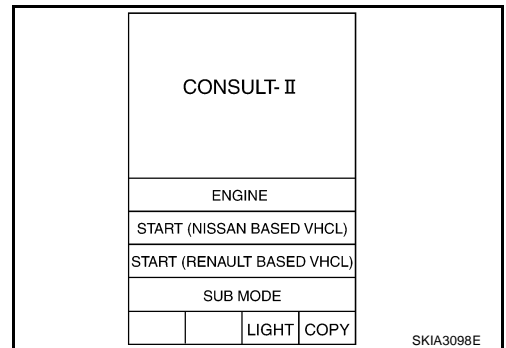 CONSULT-Ⅱ
ENGINE
START (NISSAN BASED VHCL)
START (RENAULT BASED VHCL)
SUB MODE
LIGHT COPY
SKIA3098E